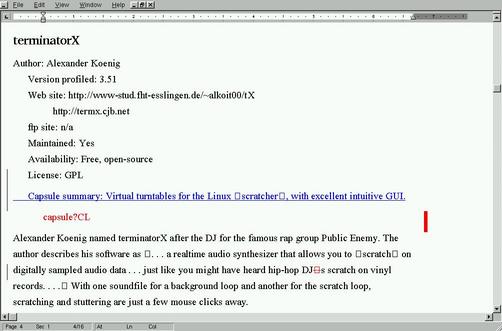 File Edit View Window Help
terminatorX
Author: Alexander Koenig
Version profiled: 3.51
Web site: http://www-stud.fht-esslingen.de/~alkoit00/tX
http://termx.cjb.net
ftp site: n/a
Maintained: Yes
Availability: Free, open-source
License: GPL
Capsule summary: Virtual turntables for the Linux □scratcher□, with excellent intuitive GUI.
capsule?CL
Alexander Koenig named terminatorX after the DJ for the famous rap group Public Enemy. The
author describes his software as □. . . a realtime audio synthesizer that allows you to □scratch□ on
digitally sampled audio data . . . just like you might have heard hip-hop DJ□s scratch on vinyl
records. . . .□ With one soundfile for a background loop and another for the scratch loop,
scratching and stuttering are just a few mouse clicks away.
Page 4 Sec 1 4/16 At Ln Col